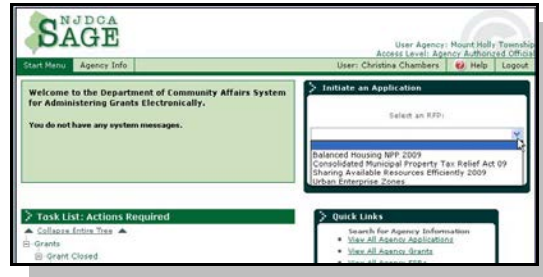 NJDCA
SAGE
User Agency: Mount Holly Township
Access Level: Agency Authorized Official
Start Menu Agency Info User: Christina Chambers Help Logout
Welcome to the Department of Community Affairs System
for Administering Grants Electronically.
You do not have any system messages.
Initiate an Application
Select an RFP:
Balanced Housing NPP 2009
Consolidated Municipal Property Tax Relief Act 09
Sharing Available Resources Efficiently 2009
Urban Enterprise Zones
Task List: Actions Required
Collapse Entire Tree
Grants
Grant Closed
Quick Links
Search for Agency Information
View All Agency Applications
View All Agency Grants
View All Agency